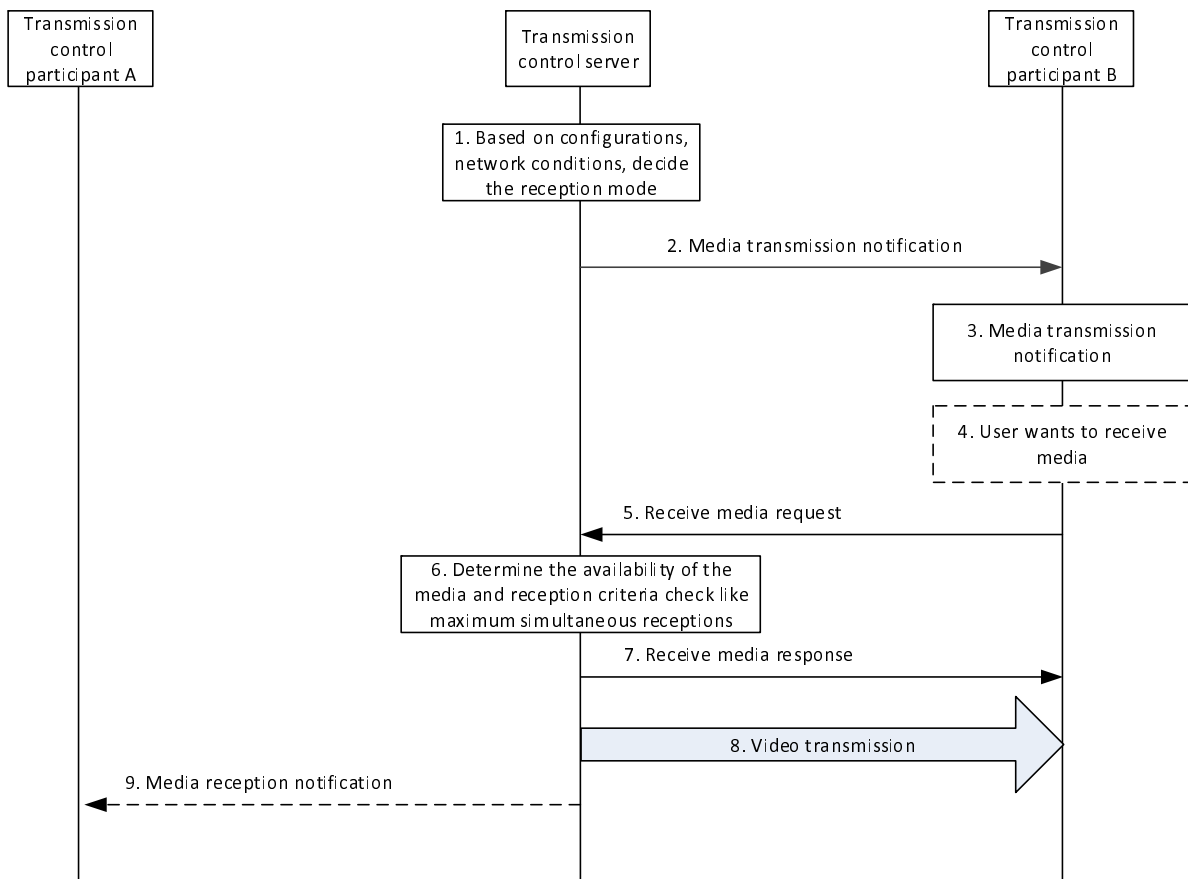 Transmission
control
participant A
Transmission
control server
Transmission
control
participant B
1. Based on configurations,
network conditions, decide
the reception mode
2. Media transmission notification
3. Media transmission
notification
4. User wants to receive
media
5. Receive media request
6. Determine the availability of the
media and reception criteria check like
maximum simultaneous receptions
7. Receive media response
8. Video transmission
9. Media reception notification